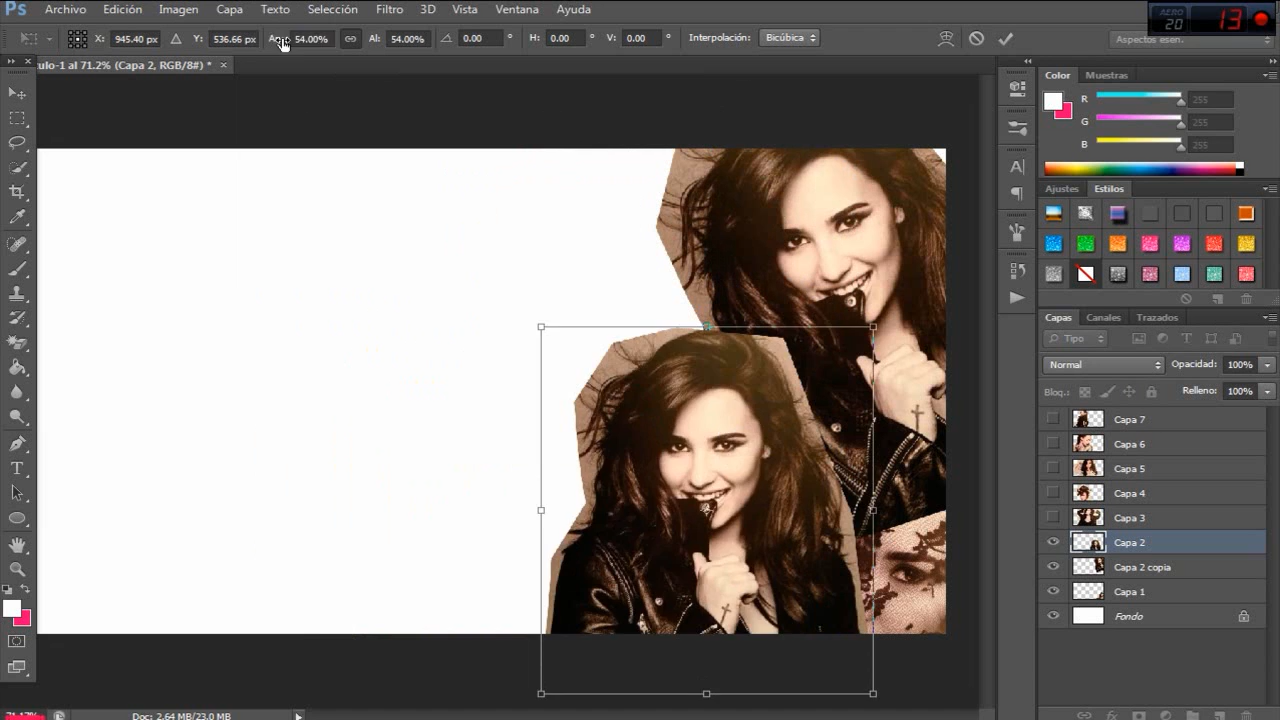 Ps Archivo Edición Imagen Capa Texto Selección Filtro 3D Vista Ventana Ayuda
AERO 20 13
X: 945.40 px Y: 536.66 px 54.00% Al: 54.00% 0.00 ° H: 0.00 ° V: 0.00 ° Interpolación: Bicúbica
Aspectos esen.
ulo-1 al 71.2% (Capa 2, RGB/8#) * ×
Color Muestras
R 255
G 255
B 255
Ajustes Estilos
Capas Canales Trazados
Tipo
Normal Opacidad: 100%
Bloq.: Relleno: 100%
Capa 7
Capa 6
Capa 5
Capa 4
Capa 3
Capa 2
Capa 2 copia
Capa 1
Fondo
Doc: 2.64 MB/23.0 MB